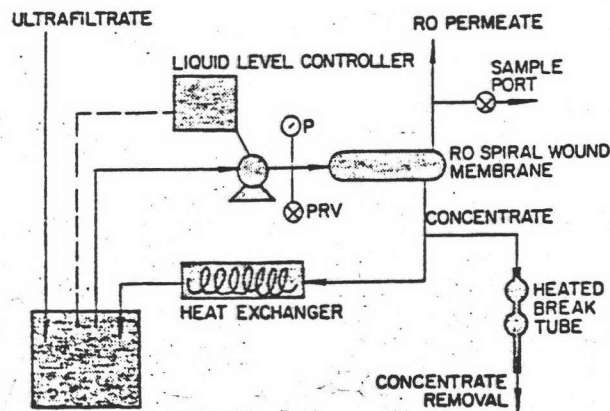 ULTRAFILTRATE
RO PERMEATE
LIQUID LEVEL CONTROLLER
SAMPLE
PORT
P
RO SPIRAL WOUND
MEMBRANE
PRV
CONCENTRATE
HEAT EXCHANGER
HEATED
BREAK
TUBE
CONCENTRATE
REMOVAL